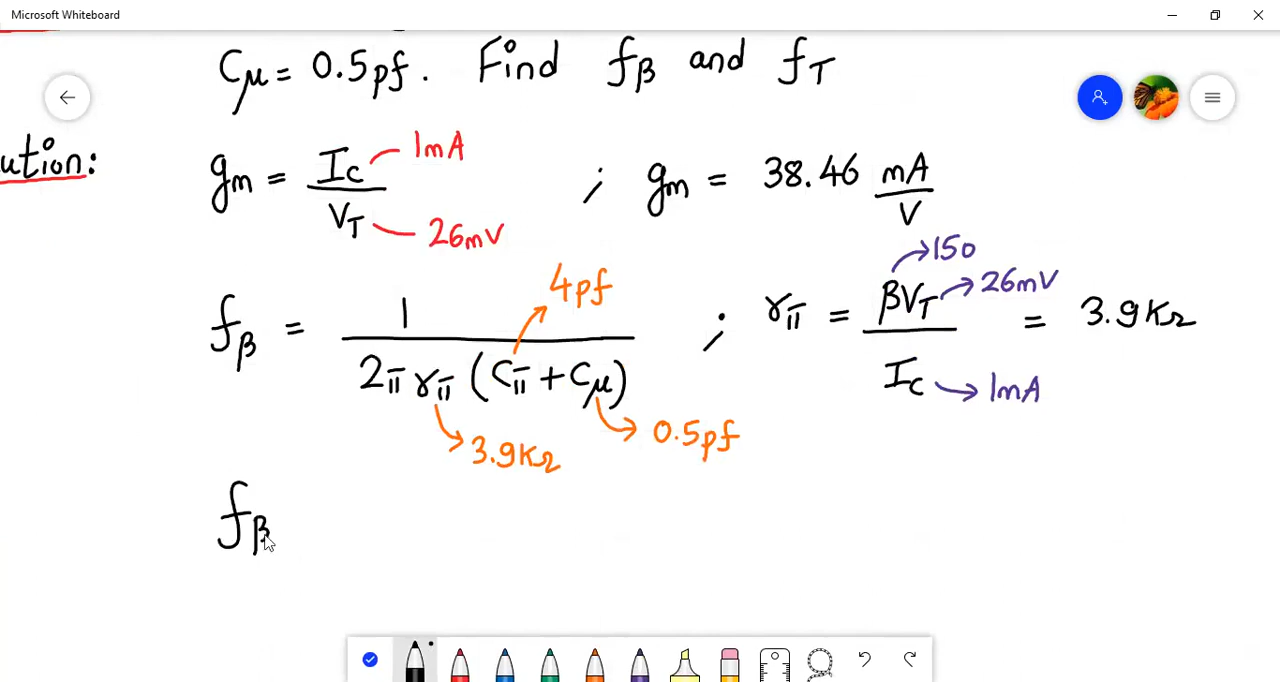 Microsoft Whiteboard
Cμ = 0.5pf. Find fβ and fT
ution:
gm = Ic / VT ; gm = 38.46 mA / V
1mA
26mV
fβ = 1 / 2π rπ (Cπ + Cμ) ; rπ = βVT / Ic = 3.9KΩ
4pf
3.9KΩ
0.5pf
150
26mV
1mA
fβ